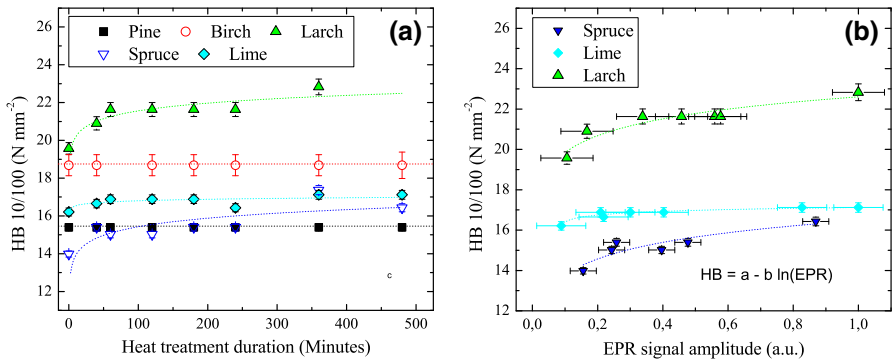 (a)
Pine Birch Larch
Spruce Lime
HB 10/100 (N mm⁻²)
26
24
22
20
18
16
14
12
0 100 200 300 400 500
Heat treatment duration (Minutes)
c
(b)
Spruce
Lime
Larch
HB 10/100 (N mm⁻²)
26
24
22
20
18
16
14
12
HB = a - b ln(EPR)
0,0 0,2 0,4 0,6 0,8 1,0
EPR signal amplitude (a.u.)